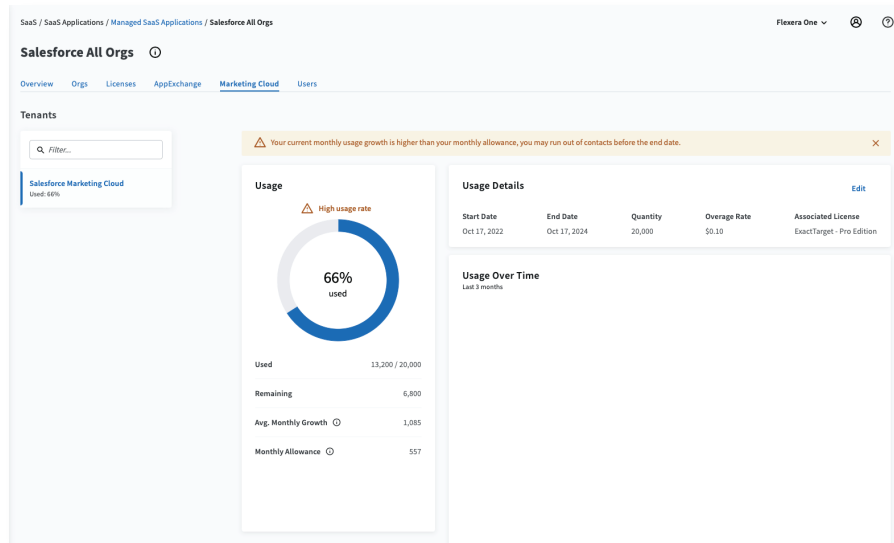 SaaS / SaaS Applications / Managed SaaS Applications / Salesforce All Orgs
Flexera One
Salesforce All Orgs
Overview Orgs Licenses AppExchange Marketing Cloud Users
Tenants
Filter...
Salesforce Marketing Cloud
Used: 66%
Your current monthly usage growth is higher than your monthly allowance, you may run out of contacts before the end date.
Usage
High usage rate
66%
used
Used 13,200 / 20,000
Remaining 6,800
Avg. Monthly Growth 1,085
Monthly Allowance 557
Usage Details
Edit
Start Date End Date Quantity Overage Rate Associated License
Oct 17, 2022 Oct 17, 2024 20,000 $0.10 ExactTarget - Pro Edition
Usage Over Time
Last 3 months